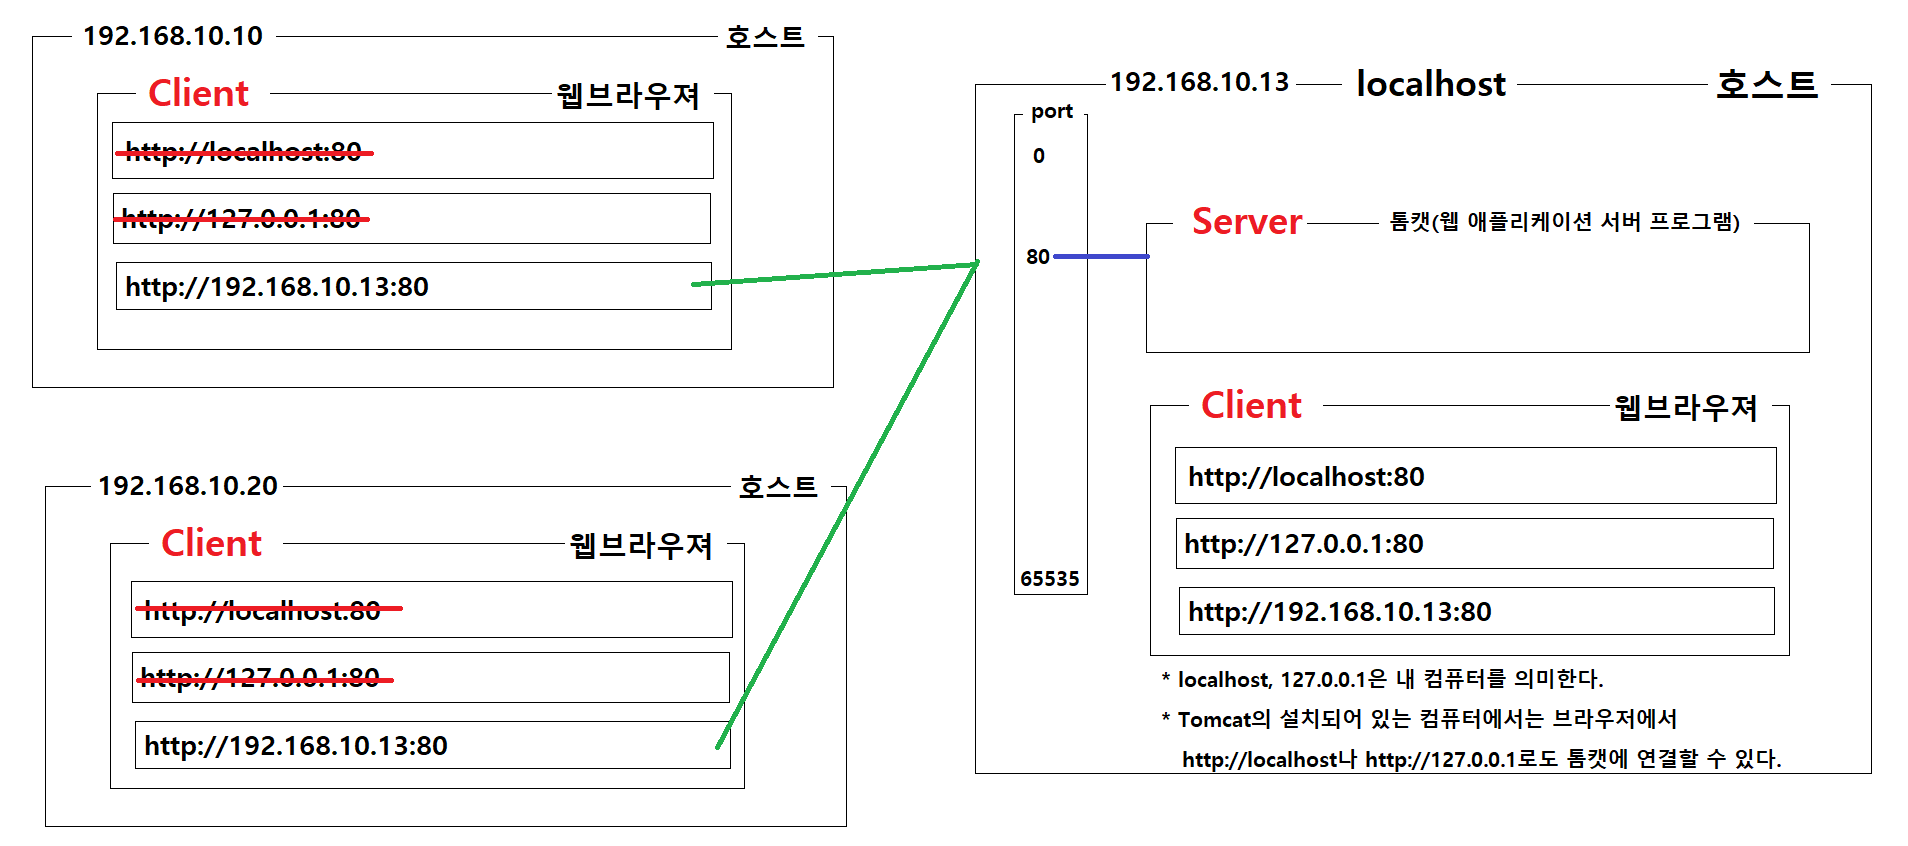 192.168.10.10
호스트
Client
웹브라우져
http://localhost:80
http://127.0.0.1:80
http://192.168.10.13:80
192.168.10.20
호스트
Client
웹브라우져
http://localhost:80
http://127.0.0.1:80
http://192.168.10.13:80
192.168.10.13
localhost
호스트
port
0
80
65535
Server
톰캣(웹 애플리케이션 서버 프로그램)
Client
웹브라우져
http://localhost:80
http://127.0.0.1:80
http://192.168.10.13:80
* localhost, 127.0.0.1은 내 컴퓨터를 의미한다.
* Tomcat의 설치되어 있는 컴퓨터에서는 브라우저에서
http://localhost나 http://127.0.0.1로도 톰캣에 연결할 수 있다.